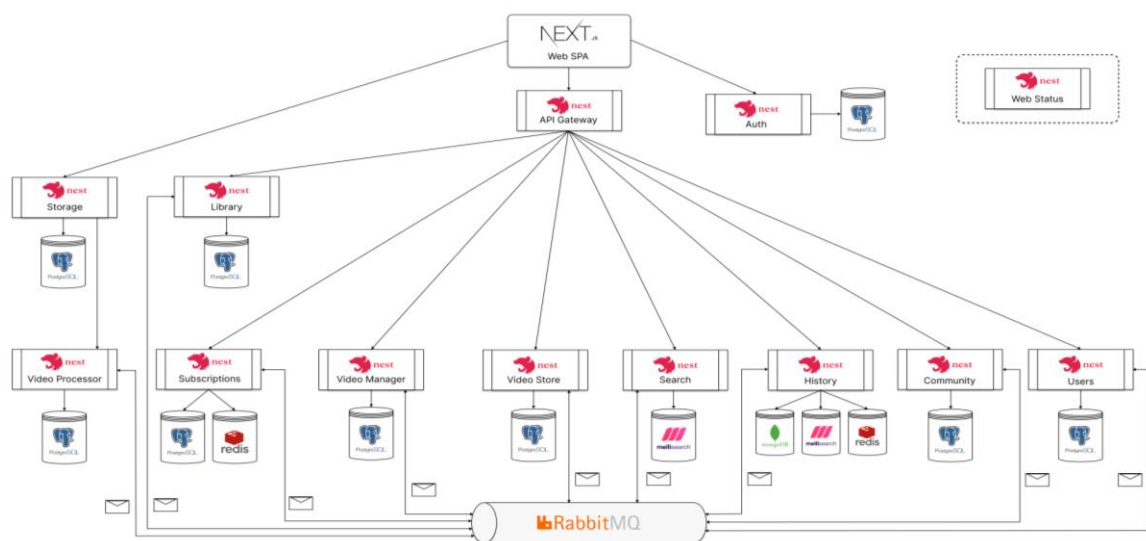 NEXT.JS
Web SPA
nest
API Gateway
nest
Auth
PostgreSQL
nest
Web Status
nest
Storage
nest
Library
PostgreSQL
PostgreSQL
nest
Video Processor
nest
Subscriptions
nest
Video Manager
nest
Video Store
nest
Search
nest
History
nest
Community
nest
Users
PostgreSQL
PostgreSQL
redis
PostgreSQL
PostgreSQL
meilisearch
mongoDB
meilisearch
redis
PostgreSQL
PostgreSQL
RabbitMQ